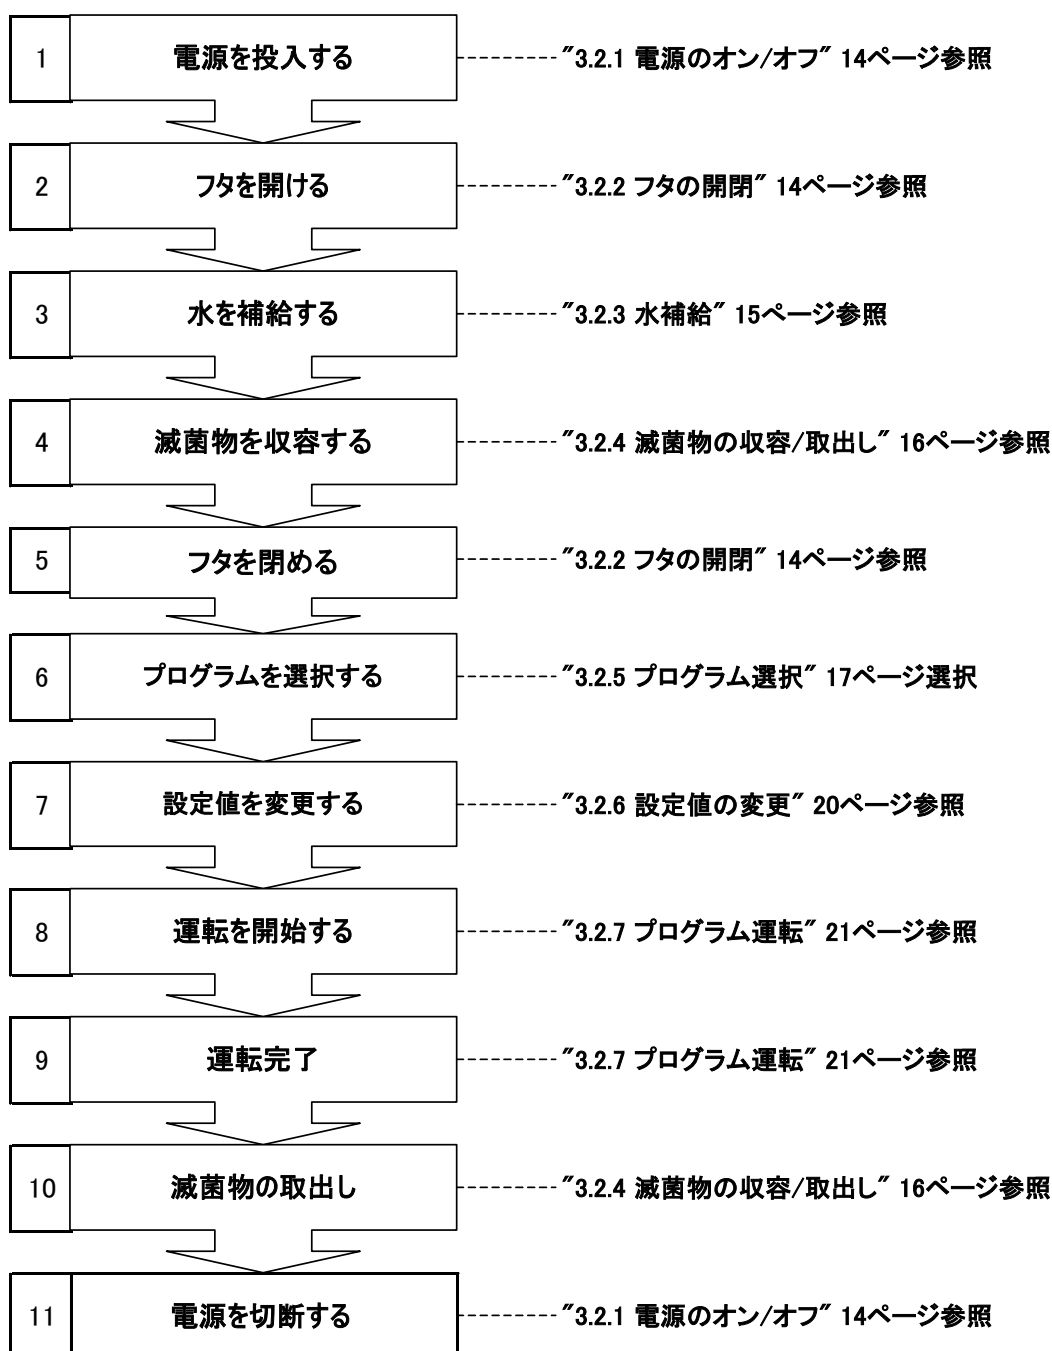 1 電源を投入する "3.2.1 電源のオン/オフ" 14ページ参照
2 フタを開ける "3.2.2 フタの開閉" 14ページ参照
3 水を補給する "3.2.3 水補給" 15ページ参照
4 滅菌物を収容する "3.2.4 滅菌物の収容/取出し" 16ページ参照
5 フタを閉める "3.2.2 フタの開閉" 14ページ参照
6 プログラムを選択する "3.2.5 プログラム選択" 17ページ選択
7 設定値を変更する "3.2.6 設定値の変更" 20ページ参照
8 運転を開始する "3.2.7 プログラム運転" 21ページ参照
9 運転完了 "3.2.7 プログラム運転" 21ページ参照
10 滅菌物の取出し "3.2.4 滅菌物の収容/取出し" 16ページ参照
11 電源を切断する "3.2.1 電源のオン/オフ" 14ページ参照